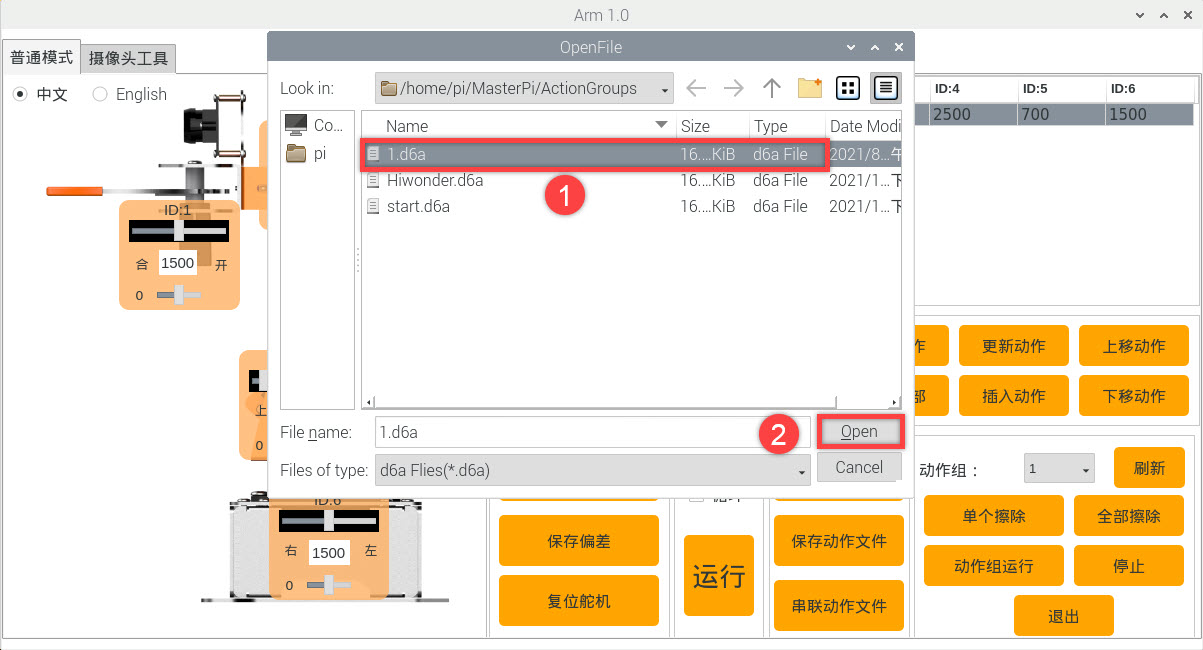 Arm 1.0
普通模式
摄像头工具
中文
English
OpenFile
Look in:
/home/pi/MasterPi/ActionGroups
Co...
pi
Name
Size
Type
Date Modi
1.d6a
16....KiB
d6a File
2021/8...午
Hiwonder.d6a
16....KiB
d6a File
2021/1...下
start.d6a
16....KiB
d6a File
2021/1...下
1
File name:
1.d6a
2
Open
Files of type:
d6a Flies(*.d6a)
Cancel
ID:4
ID:5
ID:6
2500
700
1500
ID:1
合
1500
开
0
上
0
ID:6
右
1500
左
0
作
更新动作
上移动作
部
插入动作
下移动作
动作组：
1
刷新
单个擦除
全部擦除
动作组运行
停止
退出
保存偏差
复位舵机
循环
运行
保存动作文件
串联动作文件